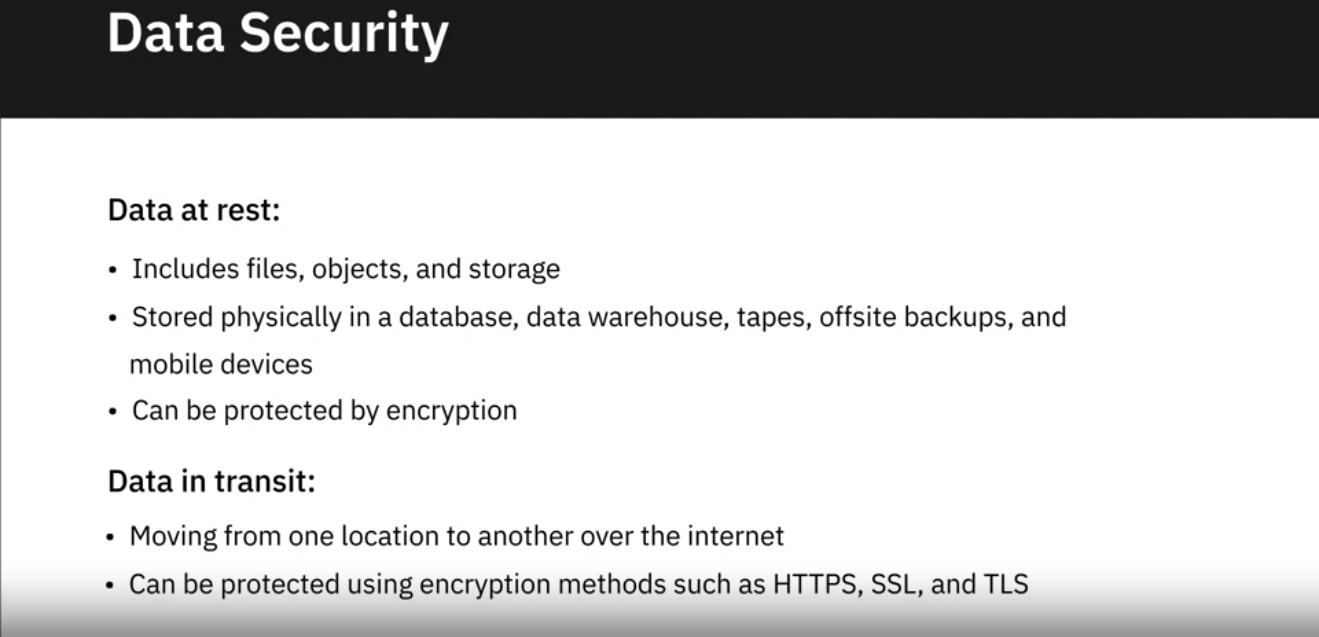 Data Security
Data at rest:
• Includes files, objects, and storage
• Stored physically in a database, data warehouse, tapes, offsite backups, and
mobile devices
• Can be protected by encryption
Data in transit:
• Moving from one location to another over the internet
• Can be protected using encryption methods such as HTTPS, SSL, and TLS